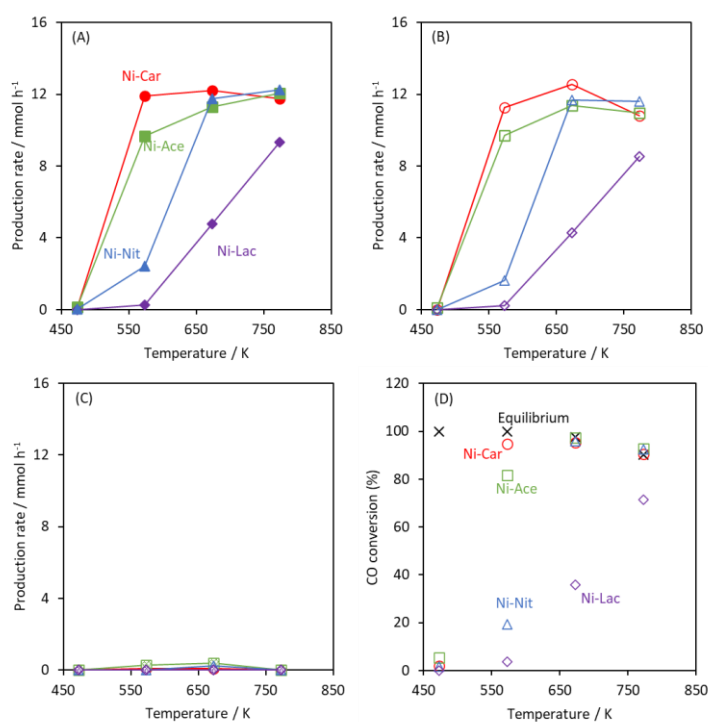 (A)
16
12
8
4
0
Production rate / mmol h⁻¹
Ni-Car
Ni-Ace
Ni-Nit
Ni-Lac
450 550 650 750 850
Temperature / K
(B)
16
12
8
4
0
Production rate / mmol h⁻¹
450 550 650 750 850
Temperature / K
(C)
16
12
8
4
0
Production rate / mmol h⁻¹
450 550 650 750 850
Temperature / K
(D)
120
100
80
60
40
20
0
CO conversion (%)
Equilibrium
Ni-Car
Ni-Ace
Ni-Nit
Ni-Lac
450 550 650 750 850
Temperature / K